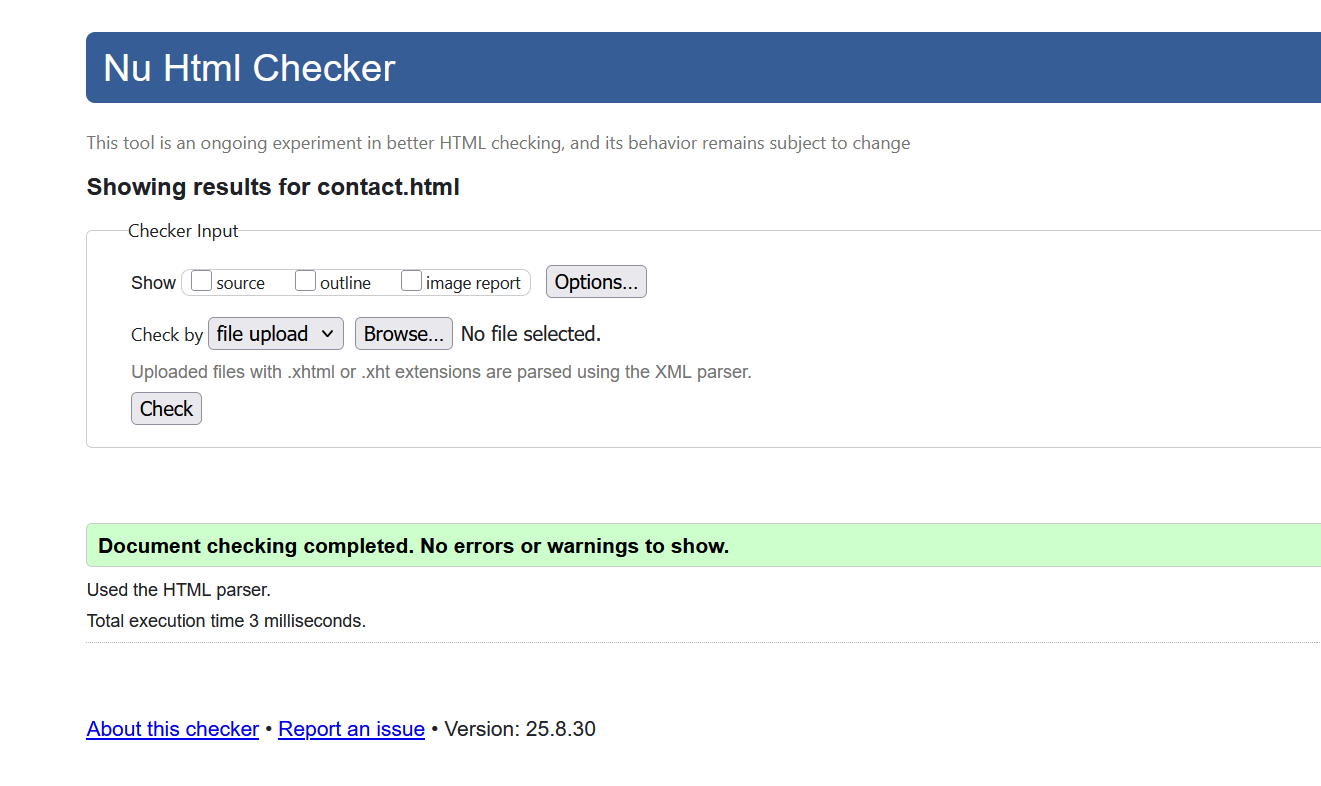 Nu Html Checker
This tool is an ongoing experiment in better HTML checking, and its behavior remains subject to change
Showing results for contact.html
Checker Input
Show source outline image report Options...
Check by file upload Browse... No file selected.
Uploaded files with .xhtml or .xht extensions are parsed using the XML parser.
Check
Document checking completed. No errors or warnings to show.
Used the HTML parser.
Total execution time 3 milliseconds.
About this checker • Report an issue • Version: 25.8.30